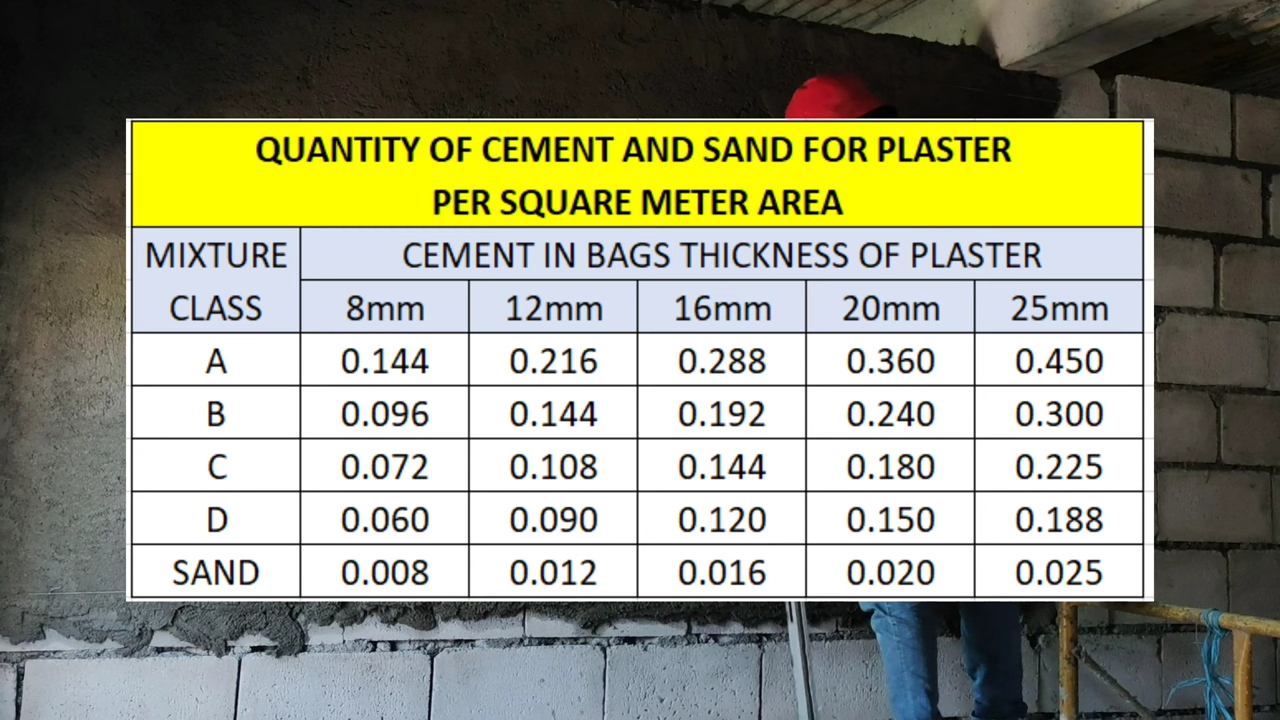 QUANTITY OF CEMENT AND SAND FOR PLASTER
PER SQUARE METER AREA
MIXTURE CLASS CEMENT IN BAGS THICKNESS OF PLASTER
8mm 12mm 16mm 20mm 25mm
A 0.144 0.216 0.288 0.360 0.450
B 0.096 0.144 0.192 0.240 0.300
C 0.072 0.108 0.144 0.180 0.225
D 0.060 0.090 0.120 0.150 0.188
SAND 0.008 0.012 0.016 0.020 0.025